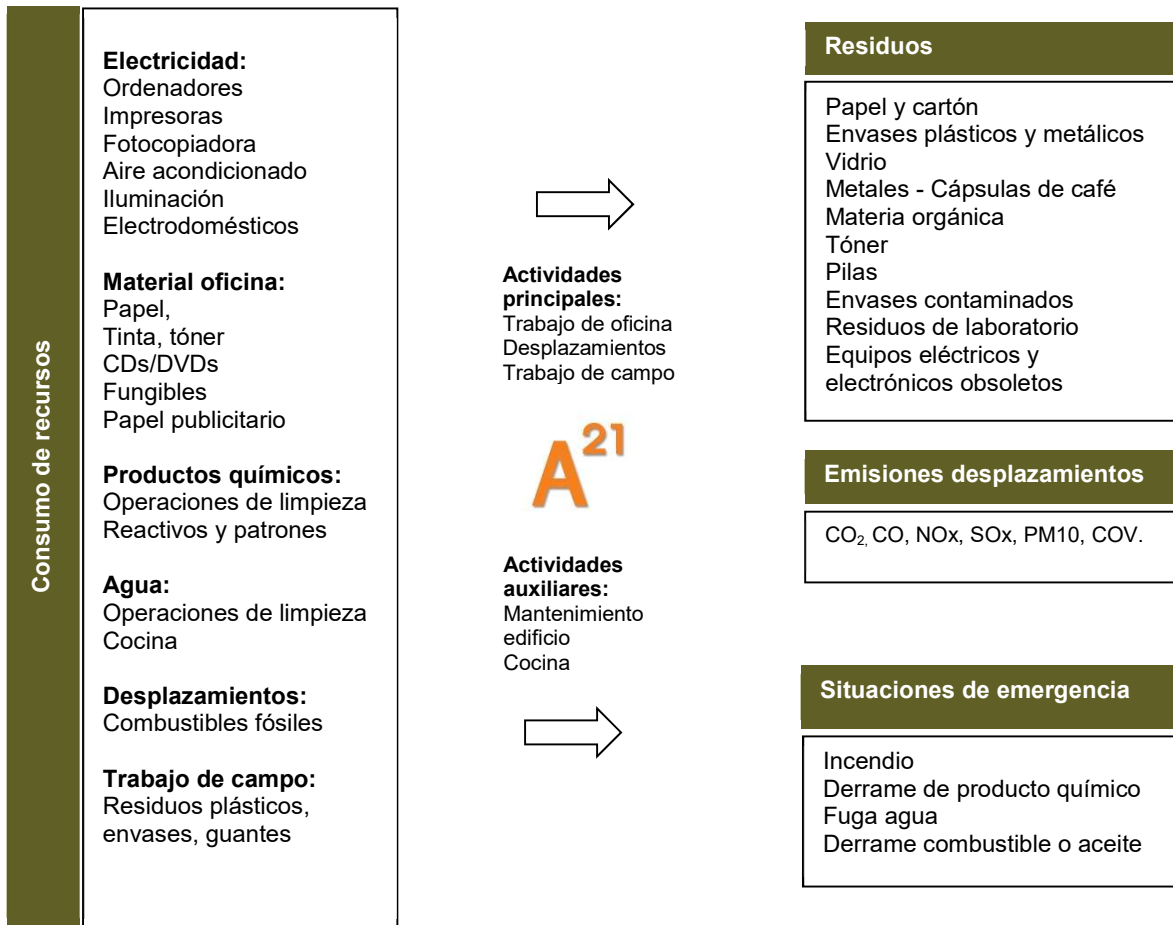 Consumo de recursos
Electricidad:
Ordenadores
Impresoras
Fotocopiadora
Aire acondicionado
Iluminación
Electrodomésticos
Material oficina:
Papel,
Tinta, tóner
CDs/DVDs
Fungibles
Papel publicitario
Productos químicos:
Operaciones de limpieza
Reactivos y patrones
Agua:
Operaciones de limpieza
Cocina
Desplazamientos:
Combustibles fósiles
Trabajo de campo:
Residuos plásticos,
envases, guantes
Actividades
principales:
Trabajo de oficina
Desplazamientos
Trabajo de campo
A21
Actividades
auxiliares:
Mantenimiento
edificio
Cocina
Residuos
Papel y cartón
Envases plásticos y metálicos
Vidrio
Metales - Cápsulas de café
Materia orgánica
Tóner
Pilas
Envases contaminados
Residuos de laboratorio
Equipos eléctricos y
electrónicos obsoletos
Emisiones desplazamientos
CO2, CO, NOx, SOx, PM10, COV.
Situaciones de emergencia
Incendio
Derrame de producto químico
Fuga agua
Derrame combustible o aceite